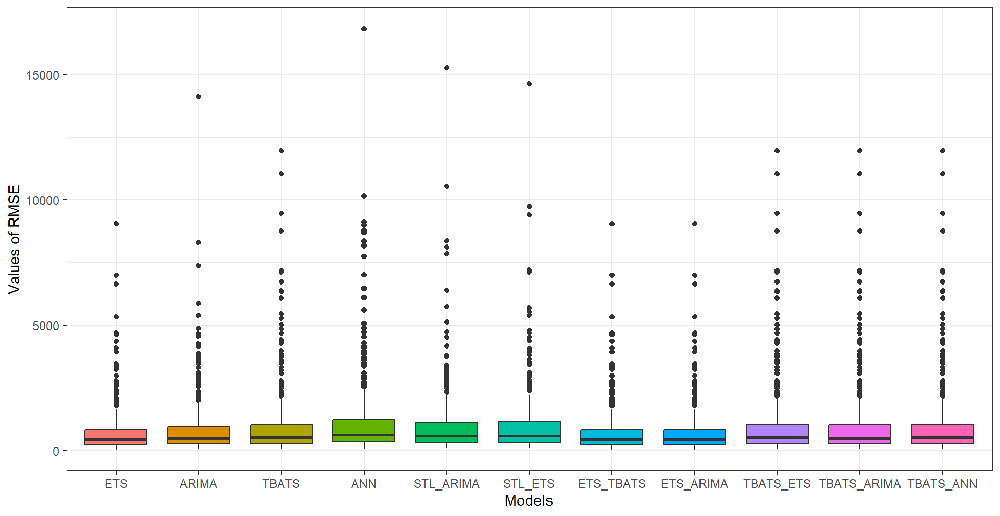 Values of RMSE
15000
10000
5000
0
ETS ARIMA TBATS ANN STL_ARIMA STL_ETS ETS_TBATS ETS_ARIMA TBATS_ETS TBATS_ARIMA TBATS_ANN
Models